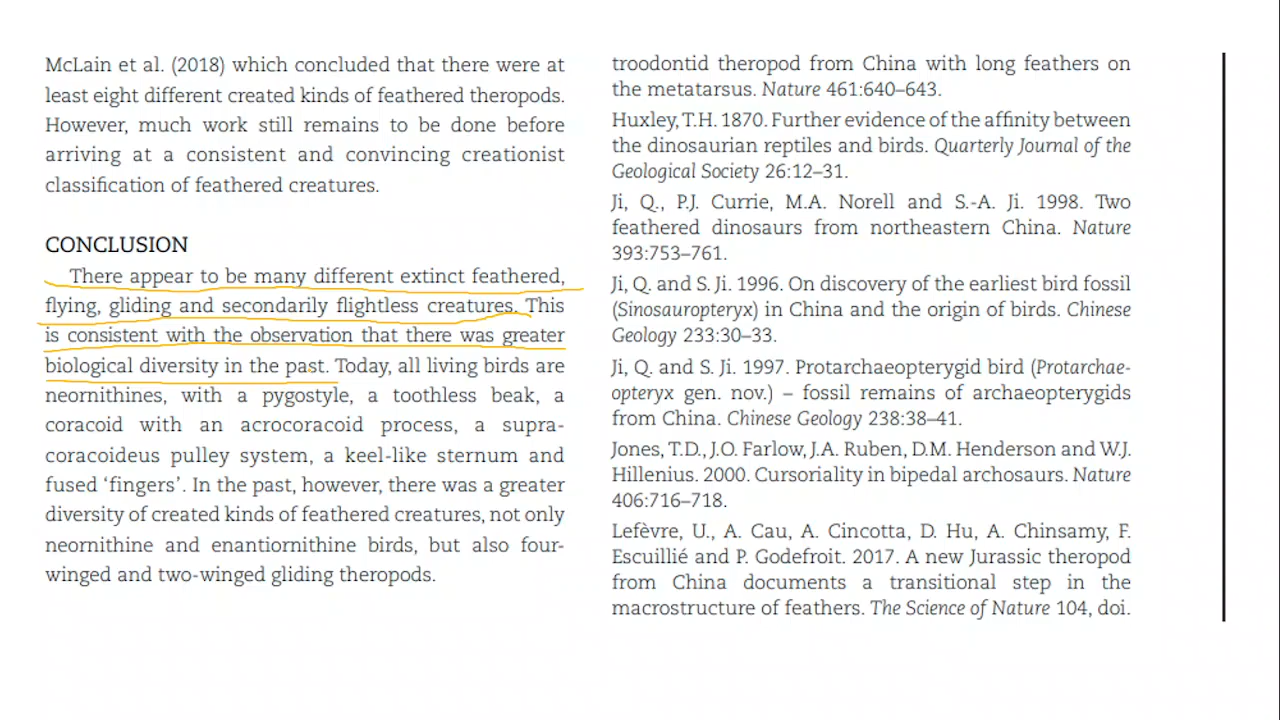 McLain et al. (2018) which concluded that there were at
least eight different created kinds of feathered theropods.
However, much work still remains to be done before
arriving at a consistent and convincing creationist
classification of feathered creatures.
CONCLUSION
There appear to be many different extinct feathered,
flying, gliding and secondarily flightless creatures. This
is consistent with the observation that there was greater
biological diversity in the past. Today, all living birds are
neornithines, with a pygostyle, a toothless beak, a
coracoid with an acrocoracoid process, a supra-
coracoideus pulley system, a keel-like sternum and
fused ‘fingers’. In the past, however, there was a greater
diversity of created kinds of feathered creatures, not only
neornithine and enantiornithine birds, but also four-
winged and two-winged gliding theropods.
troodontid theropod from China with long feathers on
the metatarsus. Nature 461:640–643.
Huxley, T.H. 1870. Further evidence of the affinity between
the dinosaurian reptiles and birds. Quarterly Journal of the
Geological Society 26:12–31.
Ji, Q., P.J. Currie, M.A. Norell and S.-A. Ji. 1998. Two
feathered dinosaurs from northeastern China. Nature
393:753–761.
Ji, Q. and S. Ji. 1996. On discovery of the earliest bird fossil
(Sinosauropteryx) in China and the origin of birds. Chinese
Geology 233:30–33.
Ji, Q. and S. Ji. 1997. Protarchaeopterygid bird (Protarchae-
opteryx gen. nov.) – fossil remains of archaeopterygids
from China. Chinese Geology 238:38–41.
Jones, T.D., J.O. Farlow, J.A. Ruben, D.M. Henderson and W.J.
Hillenius. 2000. Cursoriality in bipedal archosaurs. Nature
406:716–718.
Lefèvre, U., A. Cau, A. Cincotta, D. Hu, A. Chinsamy, F.
Escuillié and P. Godefroit. 2017. A new Jurassic theropod
from China documents a transitional step in the
macrostructure of feathers. The Science of Nature 104, doi.